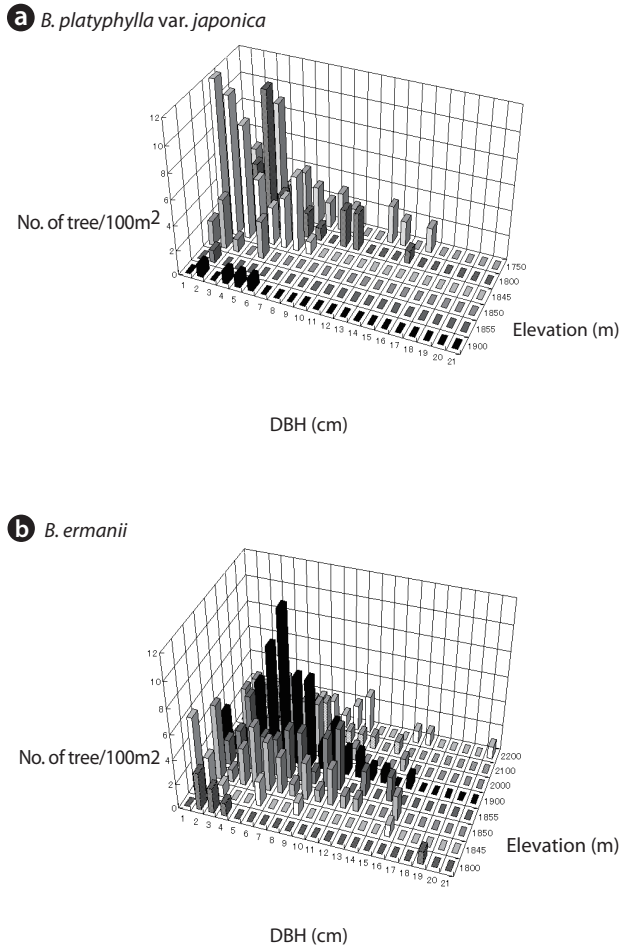 a B. platyphylla var. japonica
12
10
8
6
4
2
0
No. of tree/100m2
1 2 3 4 5 6 7 8 9 10 11 12 13 14 15 16 17 18 19 20 21
1750
1800
1845
1850
1855
1900
Elevation (m)
DBH (cm)
b B. ermanii
12
10
8
6
4
2
0
No. of tree/100m2
1 2 3 4 5 6 7 8 9 10 11 12 13 14 15 16 17 18 19 20 21
2200
2100
2000
1900
1855
1850
1845
1800
Elevation (m)
DBH (cm)